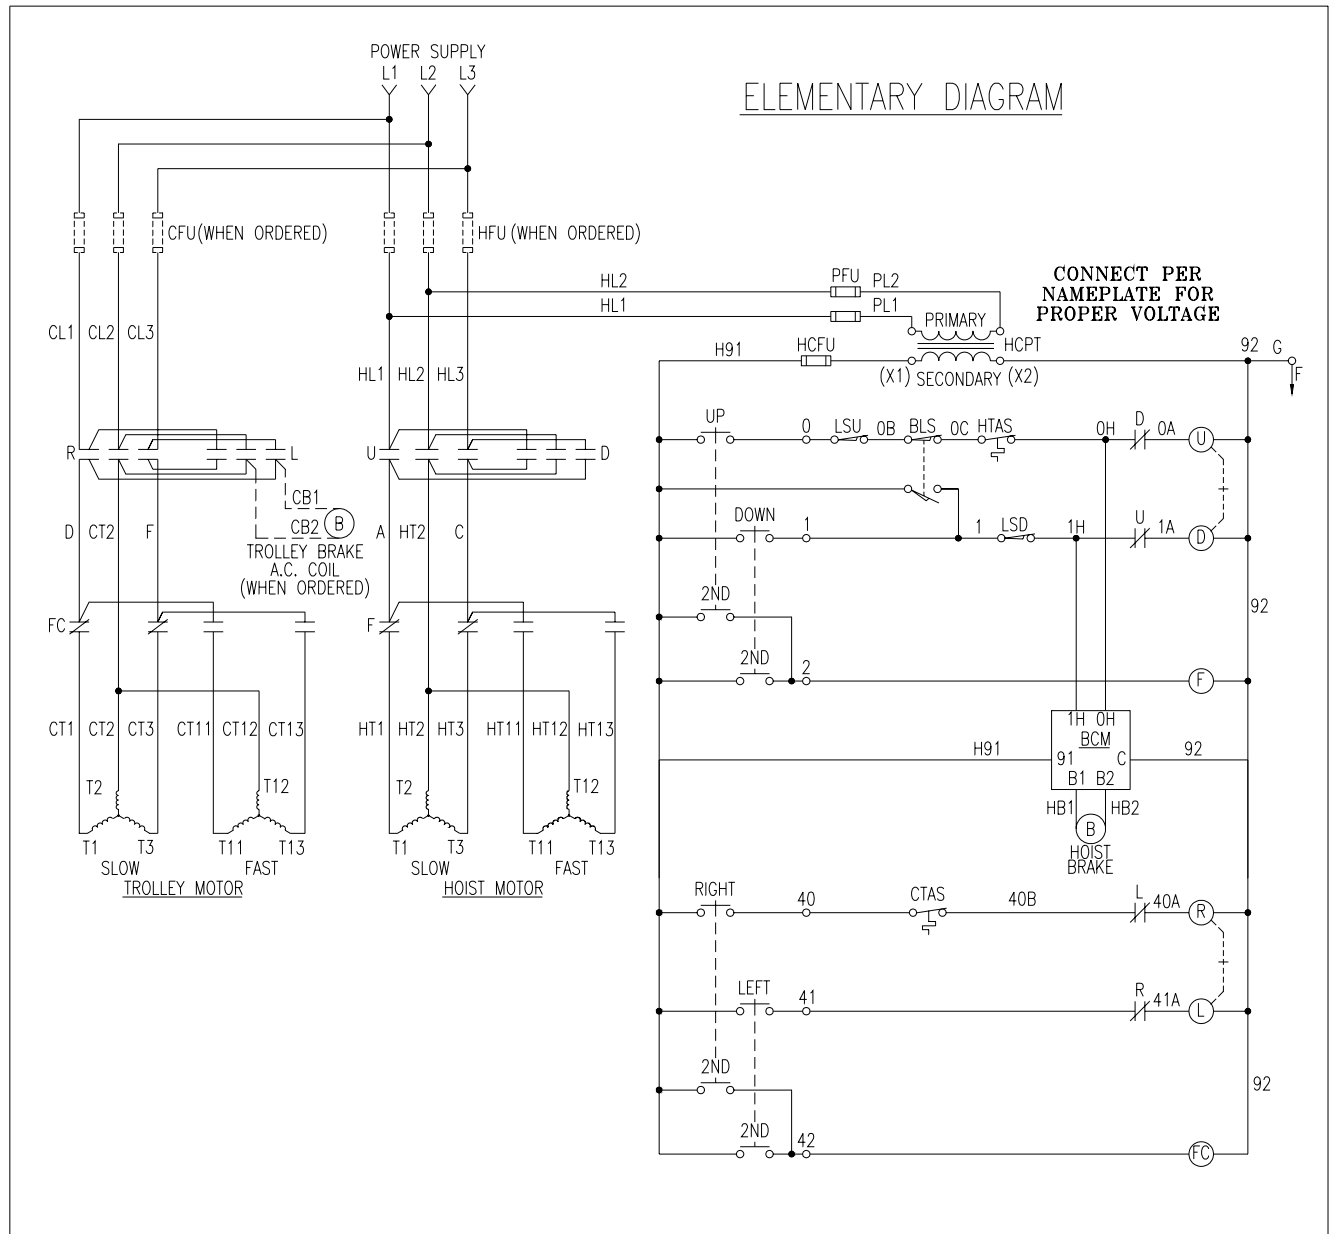 POWER SUPPLY
L1 L2 L3
ELEMENTARY DIAGRAM
CFU(WHEN ORDERED)
HFU (WHEN ORDERED)
CL1 CL2 CL3
HL2
HL1
PFU PL2
PL1
CONNECT PER
NAMEPLATE FOR
PROPER VOLTAGE
PRIMARY
H91 HCFU HCPT 92 G
F
(X1) SECONDARY (X2)
HL1 HL2 HL3
R L
U D
CB1
CB2 B
D CT2 F
A HT2 C
TROLLEY BRAKE
A.C. COIL
(WHEN ORDERED)
UP 0 LSU 0B BLS 0C HTAS 0H D 0A U
DOWN 1 1 LSD 1H U 1A D
92
FC
F
2ND
2ND 2 F
CT1 CT2 CT3 CT11 CT12 CT13
HT1 HT2 HT3 HT11 HT12 HT13
T2 T12
T2 T12
T1 T3 T11 T13
T1 T3 T11 T13
SLOW FAST
SLOW FAST
TROLLEY MOTOR
HOIST MOTOR
1H 0H
BCM
H91 91 C 92
B1 B2
HB1 HB2
B
HOIST
BRAKE
RIGHT 40 CTAS 40B L 40A R
LEFT 41 R 41A L
2ND
92
2ND 42 FC